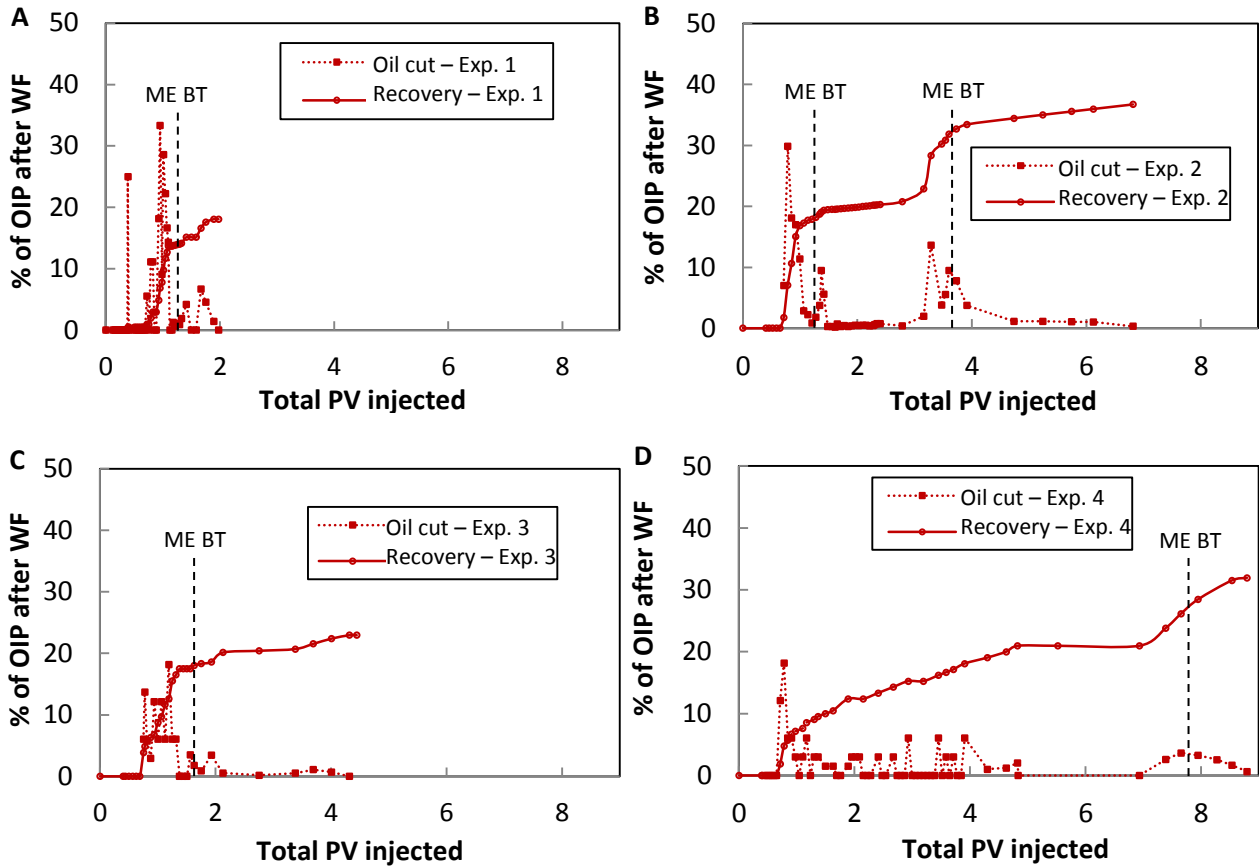 A
% of OIP after WF
50
40
30
20
10
0
Oil cut – Exp. 1
Recovery – Exp. 1
ME BT
0 2 4 6 8
Total PV injected
B
% of OIP after WF
50
40
30
20
10
0
ME BT
ME BT
Oil cut – Exp. 2
Recovery – Exp. 2
0 2 4 6 8
Total PV injected
C
% of OIP after WF
50
40
30
20
10
0
Oil cut – Exp. 3
Recovery – Exp. 3
ME BT
0 2 4 6 8
Total PV injected
D
% of OIP after WF
50
40
30
20
10
0
Oil cut – Exp. 4
Recovery – Exp. 4
ME BT
0 2 4 6 8
Total PV injected